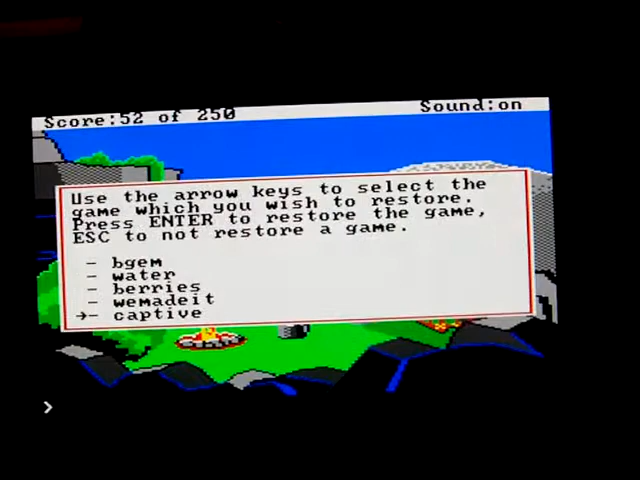 Score:52 of 250 Sound:on
Use the arrow keys to select the
game which you wish to restore.
Press ENTER to restore the game,
ESC to not restore a game.
- bgem
- water
- berries
- wemadeit
→- captive
>